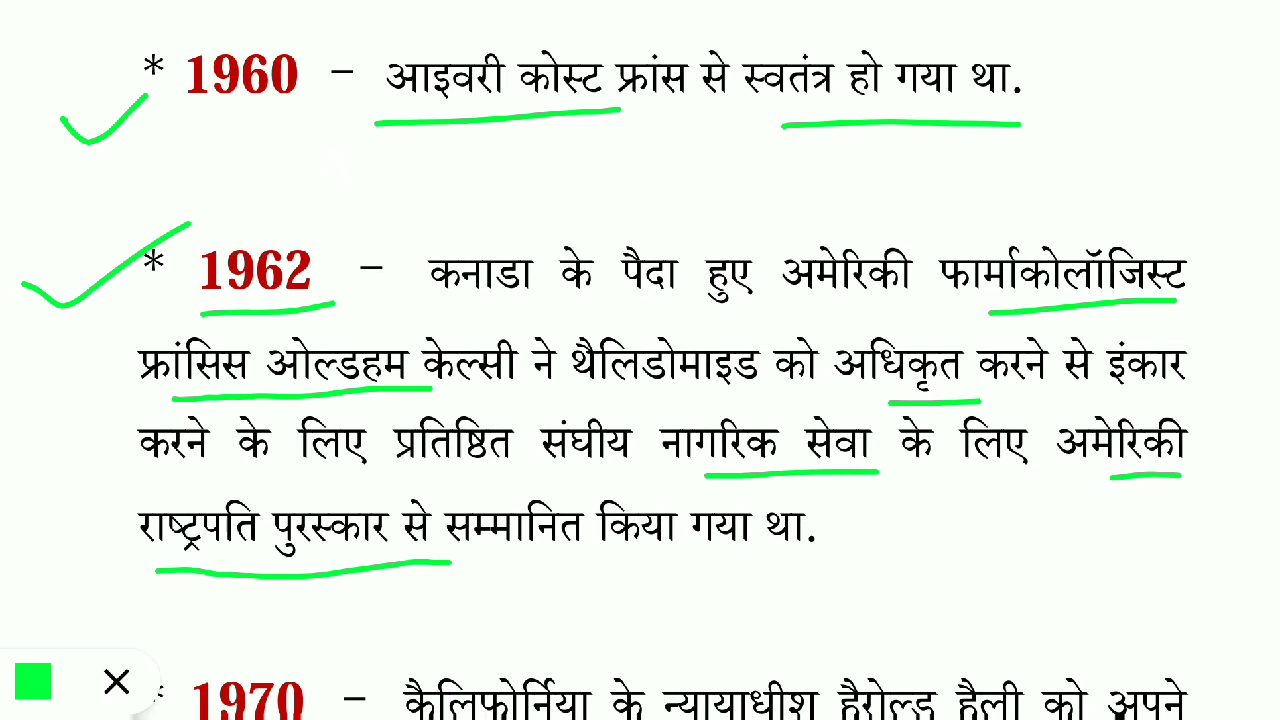 * 1960 – आइवरी कोस्ट फ्रांस से स्वतंत्र हो गया था.
* 1962 – कनाडा के पैदा हुए अमेरिकी फार्माकोलॉजिस्ट
फ्रांसिस ओल्डहम केल्सी ने थैलिडोमाइड को अधिकृत करने से इंकार
करने के लिए प्रतिष्ठित संघीय नागरिक सेवा के लिए अमेरिकी
राष्ट्रपति पुरस्कार से सम्मानित किया गया था.
* 1970 – कैलिफोर्निया के न्यायाधीश हैरोल्ड हैली को अपने